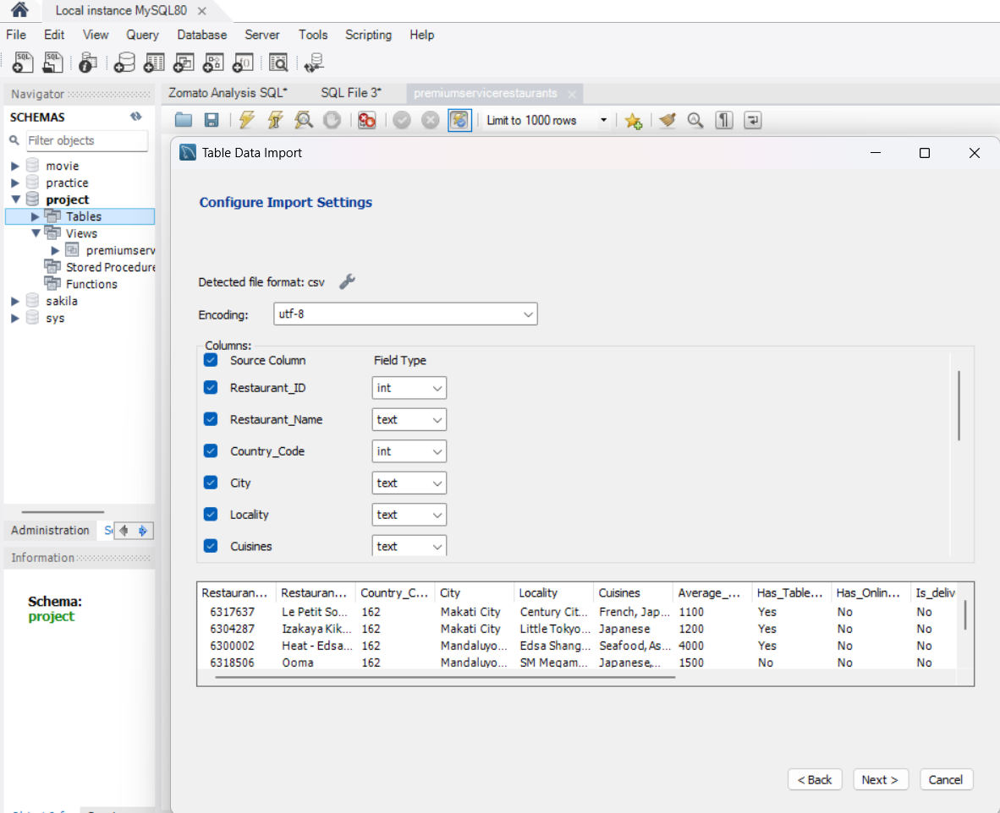 Local instance MySQL80
File Edit View Query Database Server Tools Scripting Help
SQL SQL
Navigator
SCHEMAS
Filter objects
movie
practice
project
Tables
Views
premiumserv
Stored Procedure
Functions
sakila
sys
Administration
Information
Schema:
project
Zomato Analysis SQL* SQL File 3* premiumservicerestaurants
Limit to 1000 rows
Table Data Import
Configure Import Settings
Detected file format: csv
Encoding: utf-8
Columns:
Source Column Field Type
Restaurant_ID int
Restaurant_Name text
Country_Code int
City text
Locality text
Cuisines text
Restauran... Restauran... Country_C... City Locality Cuisines Average_... Has_Table... Has_Onlin... Is_deliv
6317637 Le Petit So... 162 Makati City Century Cit... French, Jap... 1100 Yes No No
6304287 Izakaya Kik... 162 Makati City Little Tokyo... Japanese 1200 Yes No No
6300002 Heat - Edsa... 162 Mandaluyo... Edsa Shang... Seafood, As... 4000 Yes No No
6318506 Ooma 162 Mandaluyo... SM Megam... Japanese,... 1500 No No No
< Back Next > Cancel